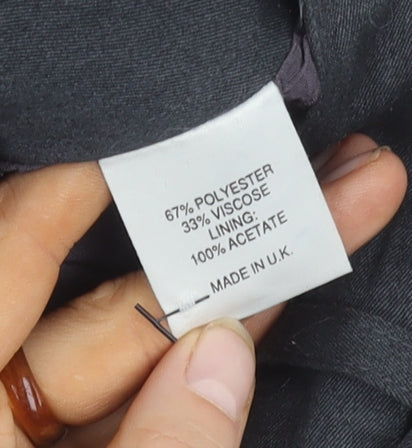 67% POLYESTER
33% VISCOSE
LINING:
100% ACETATE
MADE IN U.K.